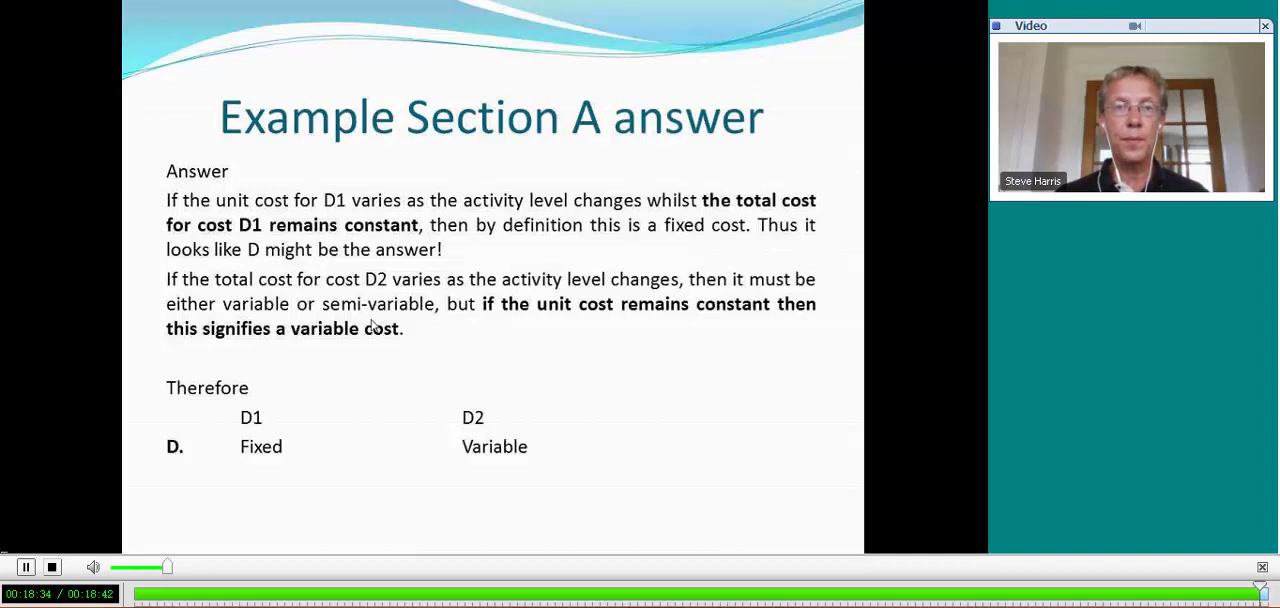 Example Section A answer
Answer
If the unit cost for D1 varies as the activity level changes whilst the total cost
for cost D1 remains constant, then by definition this is a fixed cost. Thus it
looks like D might be the answer!
If the total cost for cost D2 varies as the activity level changes, then it must be
either variable or semi-variable, but if the unit cost remains constant then
this signifies a variable cost.
Therefore
D1 D2
D. Fixed Variable
Video
Steve Harris
00:18:34 / 00:18:42